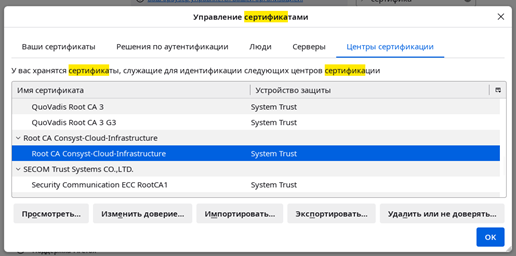 Управление сертификатами
Ваши сертификаты
Решения по аутентификации
Люди
Серверы
Центры сертификации
У вас хранятся сертификаты, служащие для идентификации следующих центров сертификации
Имя сертификата
Устройство защиты
QuoVadis Root CA 3
System Trust
QuoVadis Root CA 3 G3
System Trust
Root CA Consyst-Cloud-Infrastructure
Root CA Consyst-Cloud-Infrastructure
System Trust
SECOM Trust Systems CO.,LTD.
Security Communication ECC RootCA1
System Trust
Просмотреть...
Изменить доверие...
Импортировать...
Экспортировать...
Удалить или не доверять...
OK